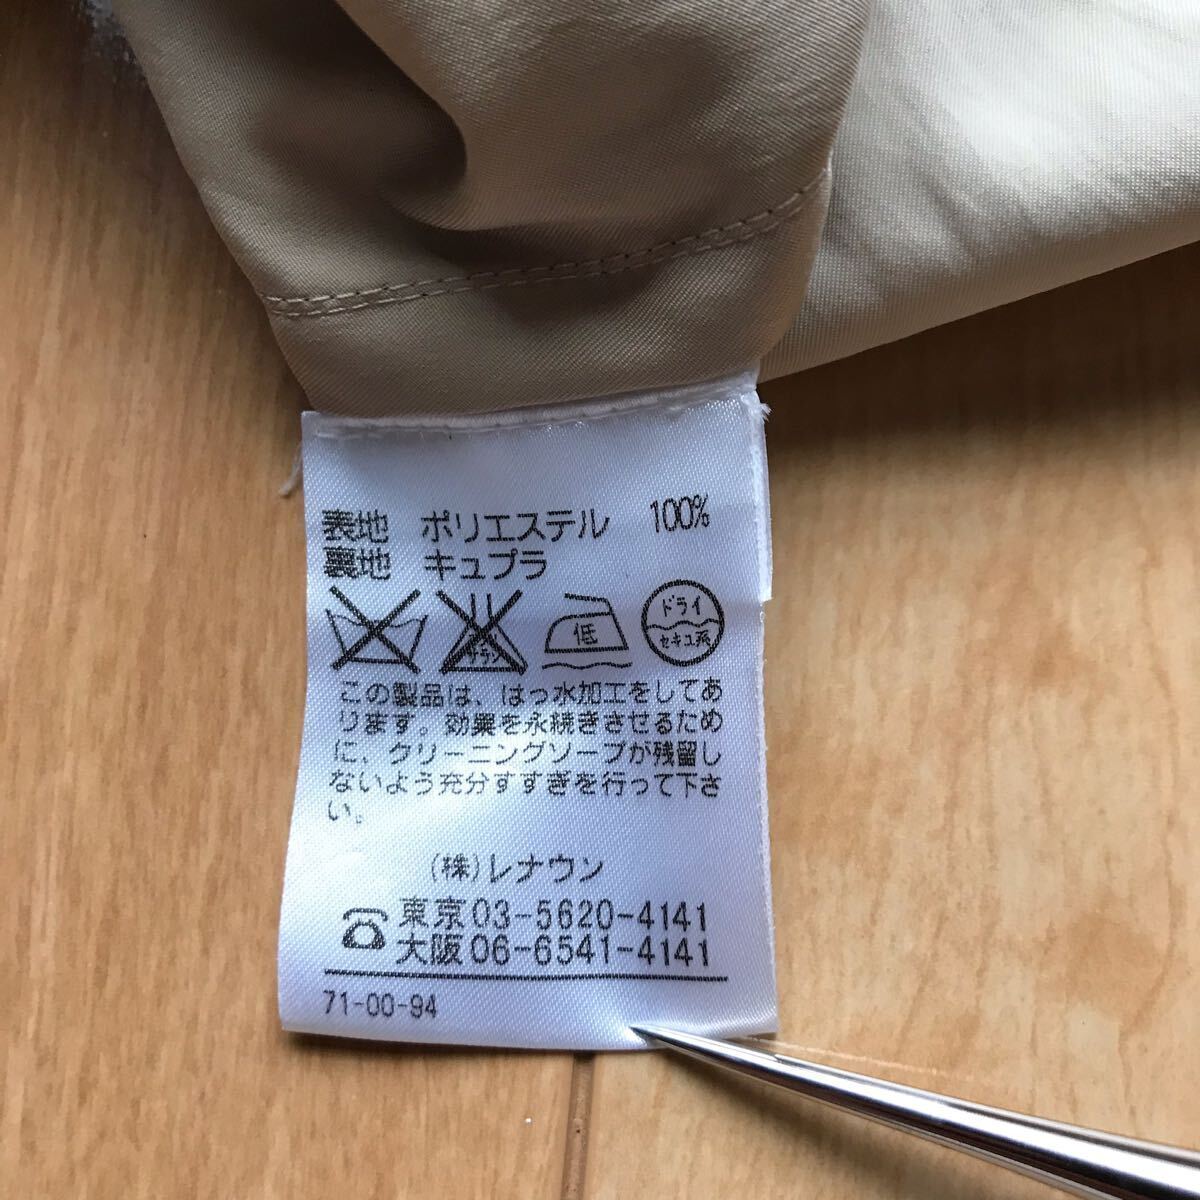 表地 ポリエステル 100%
裏地 キュプラ
サラシ 低 ドライ セキユ系
この製品は、はっ水加工をしてあ
ります。効果を永続きさせるため
に、クリーニングソープが残留し
ないよう充分すすぎを行って下さ
い。
(株)レナウン
☎ 東京03-5620-4141
大阪06-6541-4141
71-00-94